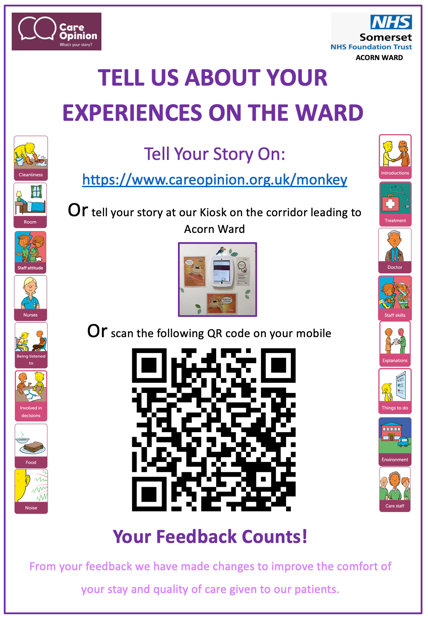 Care
Opinion
What's your story?
NHS
Somerset
NHS Foundation Trust
ACORN WARD
TELL US ABOUT YOUR
EXPERIENCES ON THE WARD
Tell Your Story On:
https://www.careopinion.org.uk/monkey
Or tell your story at our Kiosk on the corridor leading to
Acorn Ward
Or scan the following QR code on your mobile
Cleanliness
Room
Staff attitude
Nurses
Being listened
to
Involved in
decisions
Food
Noise
Introductions
Treatment
Doctor
Staff skills
Explanations
Things to do
Environment
Care staff
Your Feedback Counts!
From your feedback we have made changes to improve the comfort of
your stay and quality of care given to our patients.